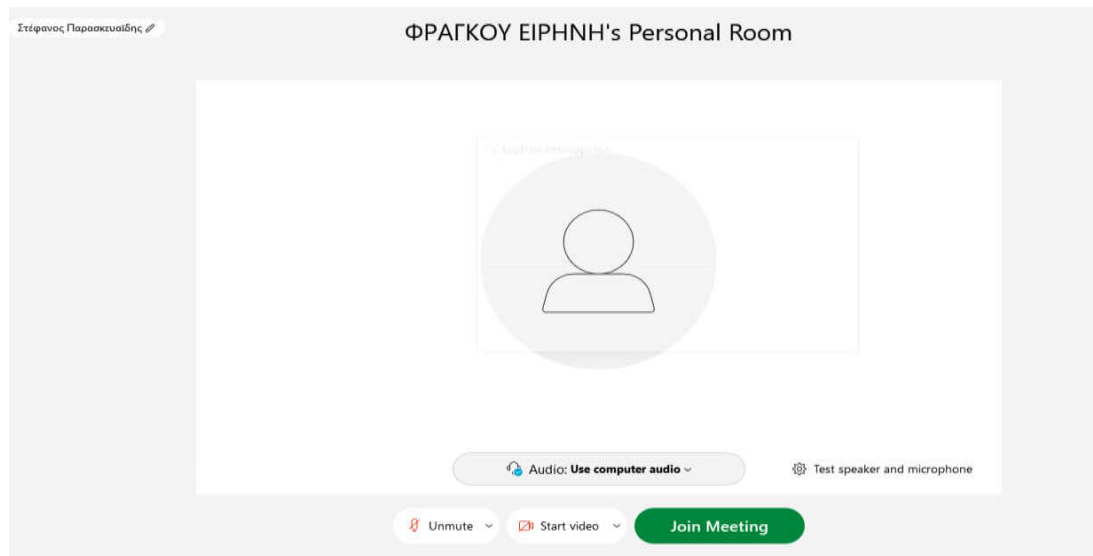 Στέφανος Παρασκευαΐδης
ΦΡΑΓΚΟΥ ΕΙΡΗΝΗ's Personal Room
Audio: Use computer audio
Test speaker and microphone
Unmute
Start video
Join Meeting